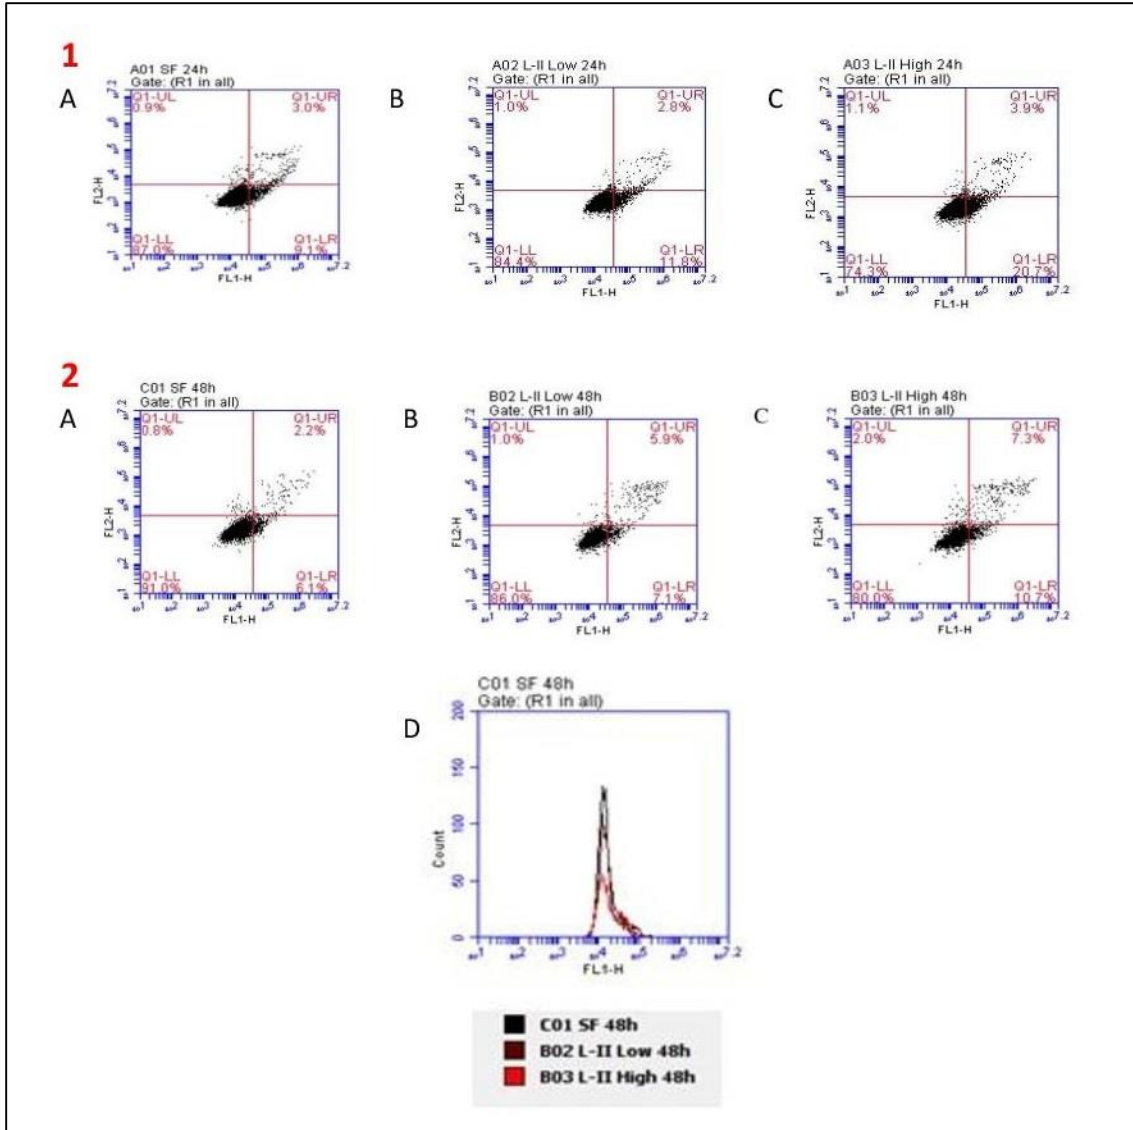 1
A
A01 SF 24h
Gate: (R1 in all)
Q1-UL Q1-UR
0.9% 3.0%
FL2-H
Q1-LL Q1-LR
87.0% 9.1%
FL1-H
B
A02 L-II Low 24h
Gate: (R1 in all)
Q1-UL Q1-UR
1.0% 2.8%
FL2-H
Q1-LL Q1-LR
84.4% 11.8%
FL1-H
C
A03 L-II High 24h
Gate: (R1 in all)
Q1-UL Q1-UR
1.1% 3.9%
FL2-H
Q1-LL Q1-LR
74.3% 20.7%
FL1-H
2
A
C01 SF 48h
Gate: (R1 in all)
Q1-UL Q1-UR
0.8% 2.2%
FL2-H
Q1-LL Q1-LR
91.0% 6.1%
FL1-H
B
B02 L-II Low 48h
Gate: (R1 in all)
Q1-UL Q1-UR
1.0% 5.9%
FL2-H
Q1-LL Q1-LR
86.0% 7.1%
FL1-H
C
B03 L-II High 48h
Gate: (R1 in all)
Q1-UL Q1-UR
2.0% 7.3%
FL2-H
Q1-LL Q1-LR
80.0% 10.7%
FL1-H
D
C01 SF 48h
Gate: (R1 in all)
200
150
100
50
0
Count
FL1-H
C01 SF 48h
B02 L-II Low 48h
B03 L-II High 48h